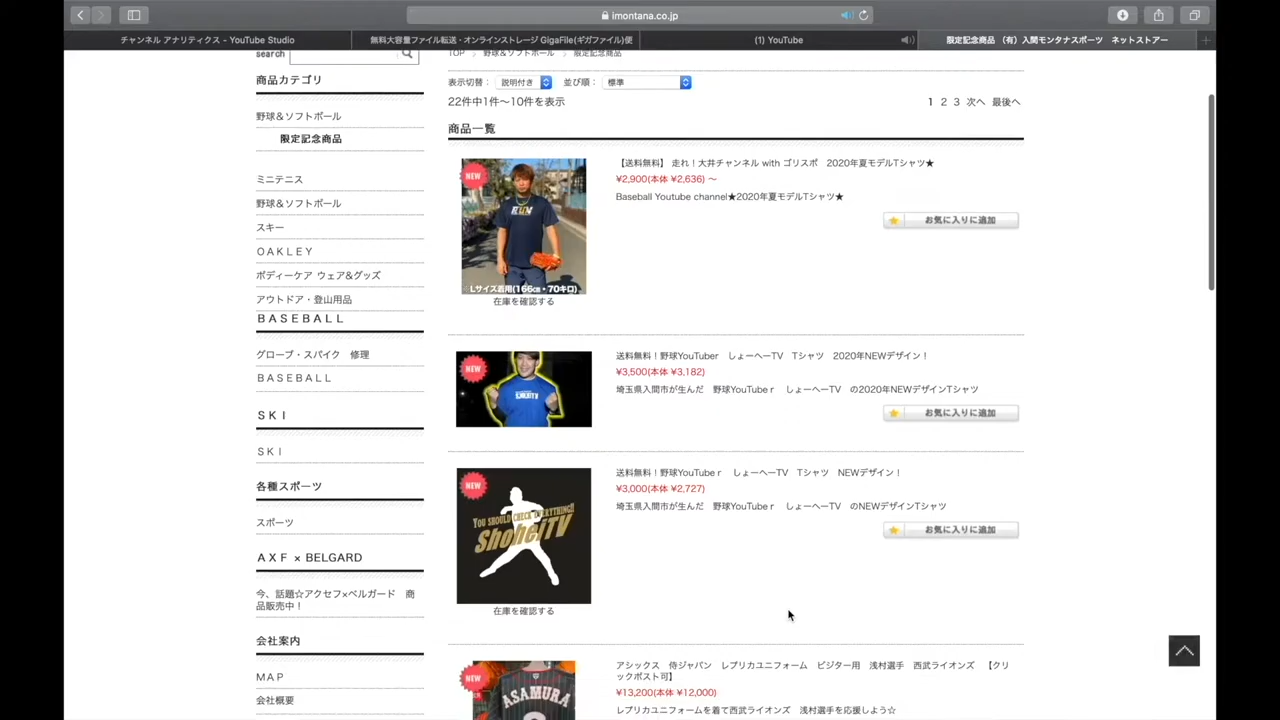 imontana.co.jp
チャンネル アナリティクス - YouTube Studio
無料大容量ファイル転送・オンラインストレージ GigaFile(ギガファイル)便
(1) YouTube
限定記念商品 （有）入間モンタナスポーツ ネットストアー
search
TOP > 野球&ソフトボール > 限定記念商品
商品カテゴリ
野球&ソフトボール
限定記念商品
ミニテニス
野球&ソフトボール
スキー
ＯＡＫＬＥＹ
ボディーケア ウェア&グッズ
アウトドア・登山用品
ＢＡＳＥＢＡＬＬ
グローブ・スパイク 修理
ＢＡＳＥＢＡＬＬ
ＳＫＩ
ＳＫＩ
各種スポーツ
スポーツ
ＡＸＦ × BELGARD
今、話題☆アクセフ×ベルガード 商
品販売中！
会社案内
ＭＡＰ
会社概要
表示切替： 説明付き 並び順： 標準
22件中1件〜10件を表示
1 2 3 次へ 最後へ
商品一覧
NEW
RUN
※Lサイズ着用(166㎝・70キロ)
在庫を確認する
【送料無料】 走れ！大井チャンネル with ゴリスポ 2020年夏モデルTシャツ★
¥2,900(本体 ¥2,636) 〜
Baseball Youtube channel★2020年夏モデルTシャツ★
お気に入りに追加
NEW
送料無料！野球YouTuber しょーへーTV Tシャツ 2020年NEWデザイン！
¥3,500(本体 ¥3,182)
埼玉県入間市が生んだ 野球YouTubeｒ しょーへーTV の2020年NEWデザインTシャツ
お気に入りに追加
NEW
YOU SHOULD CHECK EVERYTHING!!
ShoheiTV
在庫を確認する
送料無料！野球YouTubeｒ しょーへーTV Tシャツ NEWデザイン！
¥3,000(本体 ¥2,727)
埼玉県入間市が生んだ 野球YouTubeｒ しょーへーTV のNEWデザインTシャツ
お気に入りに追加
NEW
ASAMURA
アシックス 侍ジャパン レプリカユニフォーム ビジター用 浅村選手 西武ライオンズ 【クリ
ックポスト可】
¥13,200(本体 ¥12,000)
レプリカユニフォームを着て西武ライオンズ 浅村選手を応援しよう☆